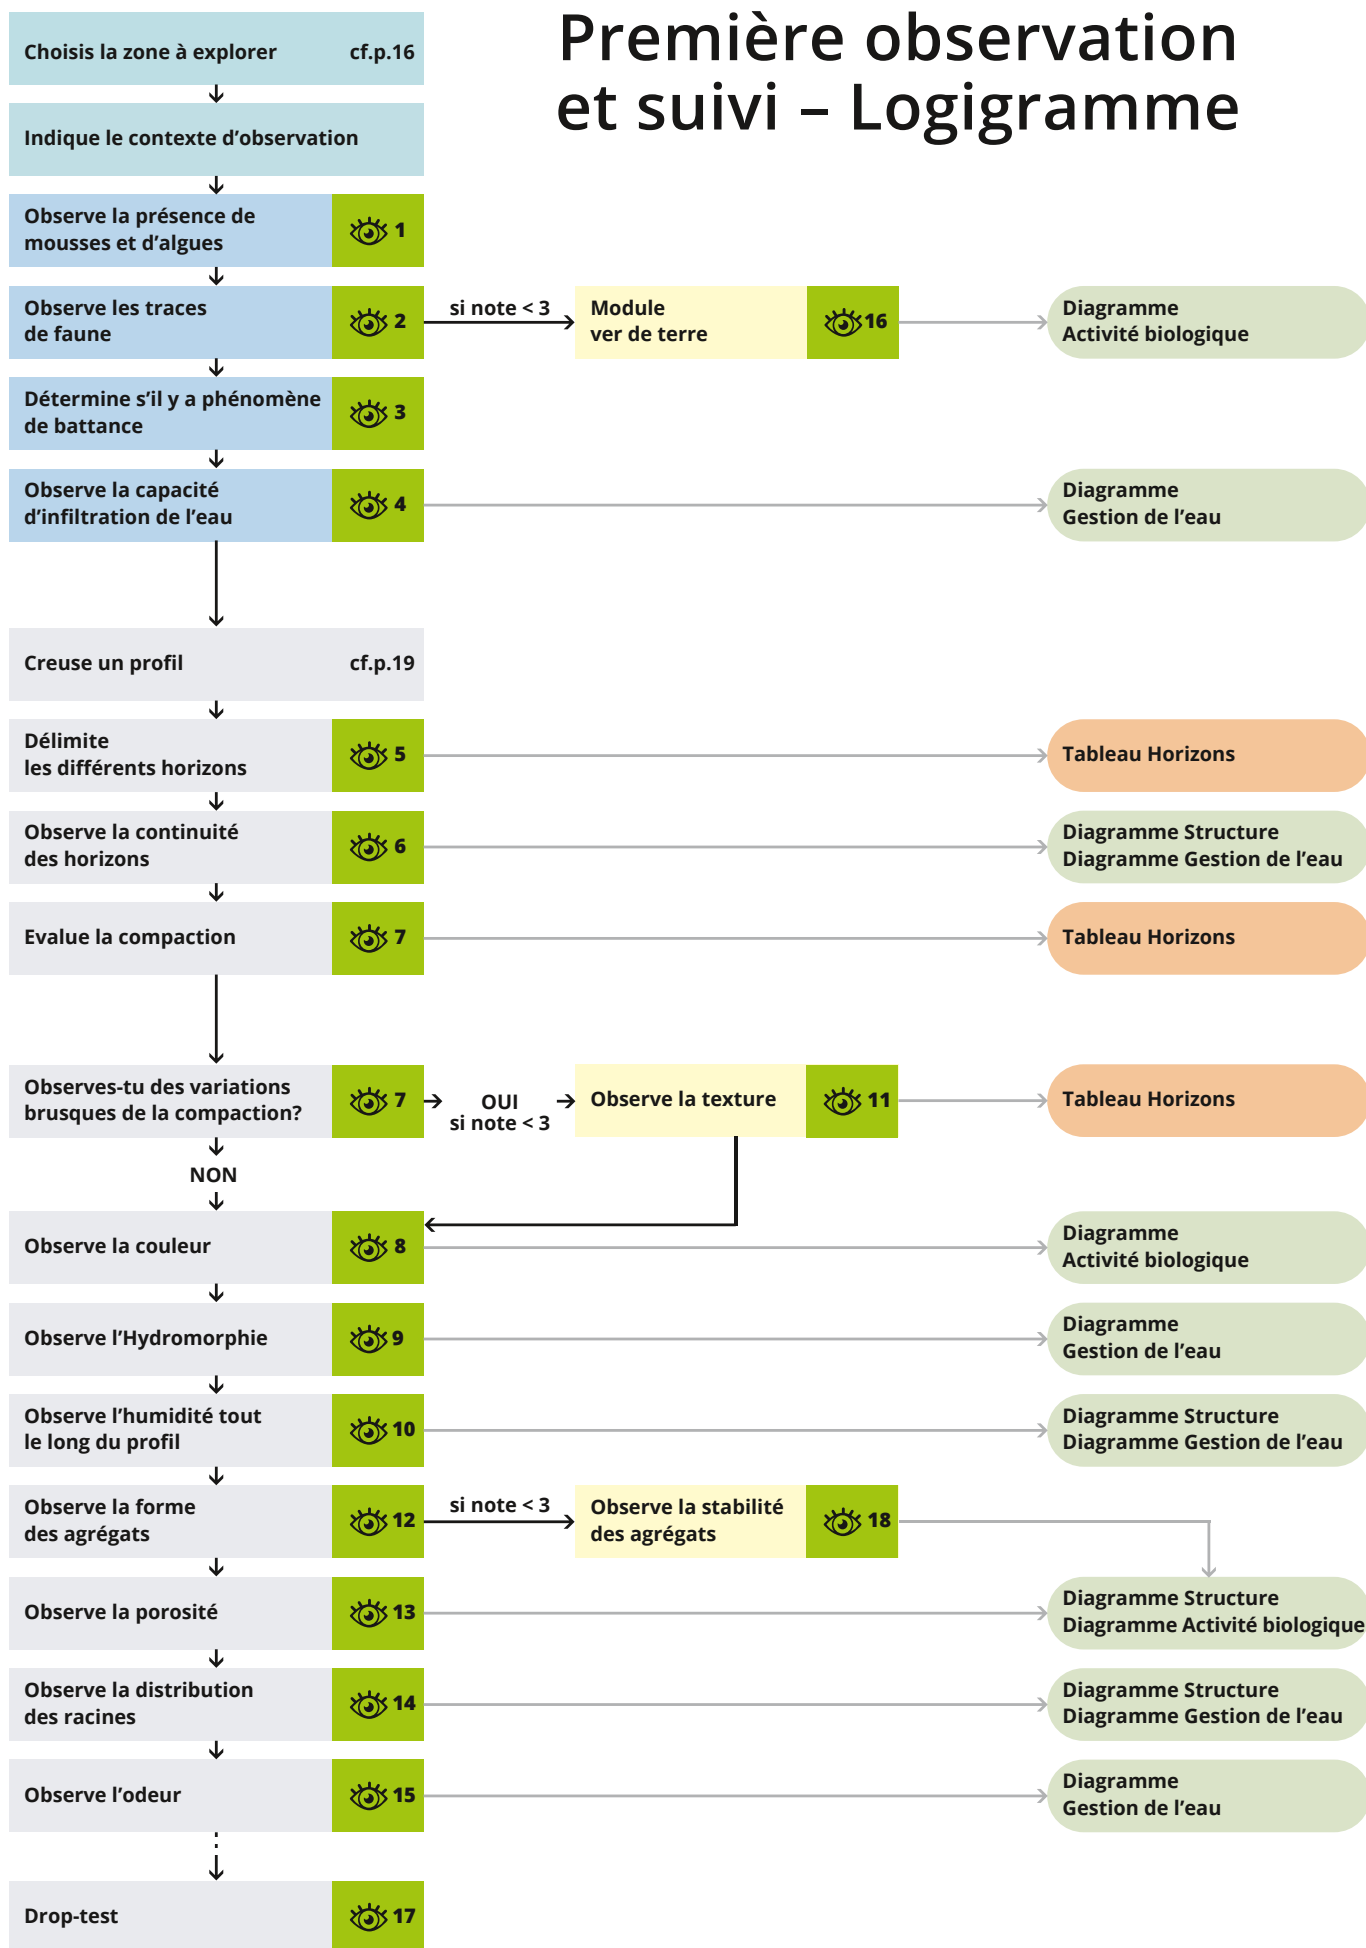 Première observation
et suivi – Logigramme
Choisis la zone à explorer cf.p.16
Indique le contexte d’observation
Observe la présence de
mousses et d’algues
1
Observe les traces
de faune
2
si note < 3
Module
ver de terre
16
Diagramme
Activité biologique
Détermine s’il y a phénomène
de battance
3
Observe la capacité
d’infiltration de l’eau
4
Diagramme
Gestion de l’eau
Creuse un profil cf.p.19
Délimite
les différents horizons
5
Tableau Horizons
Observe la continuité
des horizons
6
Diagramme Structure
Diagramme Gestion de l’eau
Evalue la compaction
7
Tableau Horizons
Observes-tu des variations
brusques de la compaction?
7
OUI
si note < 3
Observe la texture
11
Tableau Horizons
NON
Observe la couleur
8
Diagramme
Activité biologique
Observe l’Hydromorphie
9
Diagramme
Gestion de l’eau
Observe l’humidité tout
le long du profil
10
Diagramme Structure
Diagramme Gestion de l’eau
Observe la forme
des agrégats
12
si note < 3
Observe la stabilité
des agrégats
18
Observe la porosité
13
Diagramme Structure
Diagramme Activité biologique
Observe la distribution
des racines
14
Diagramme Structure
Diagramme Gestion de l’eau
Observe l’odeur
15
Diagramme
Gestion de l’eau
Drop-test
17